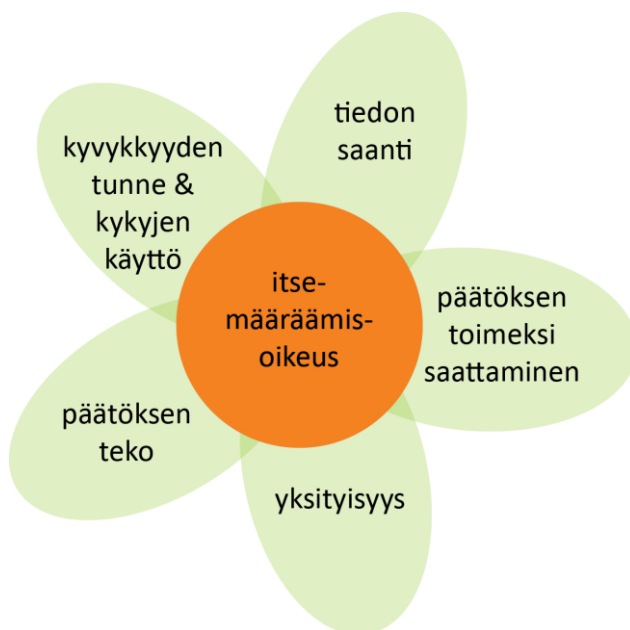 tiedon
saanti
kyvykkyyden
tunne &
kykyjen
käyttö
itse-
määräämis-
oikeus
päätöksen
toimeksi
saattaminen
päätöksen
teko
yksityisyys